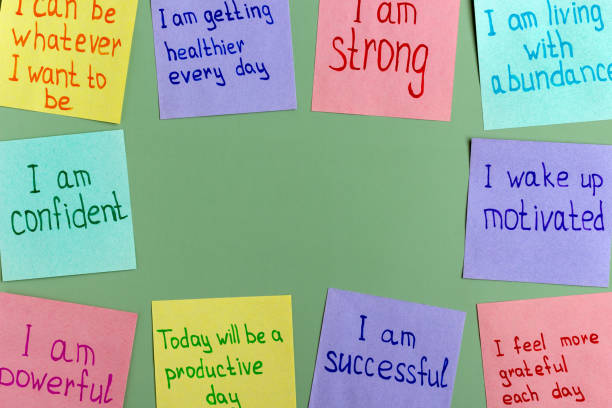 I can be
whatever
I want to
be
I am getting
healthier
every day
I am
strong
I am living
with
abundance
I am
confident
I wake up
motivated
I am
powerful
Today will be a
productive
day
I am
successful
I feel more
grateful
each day